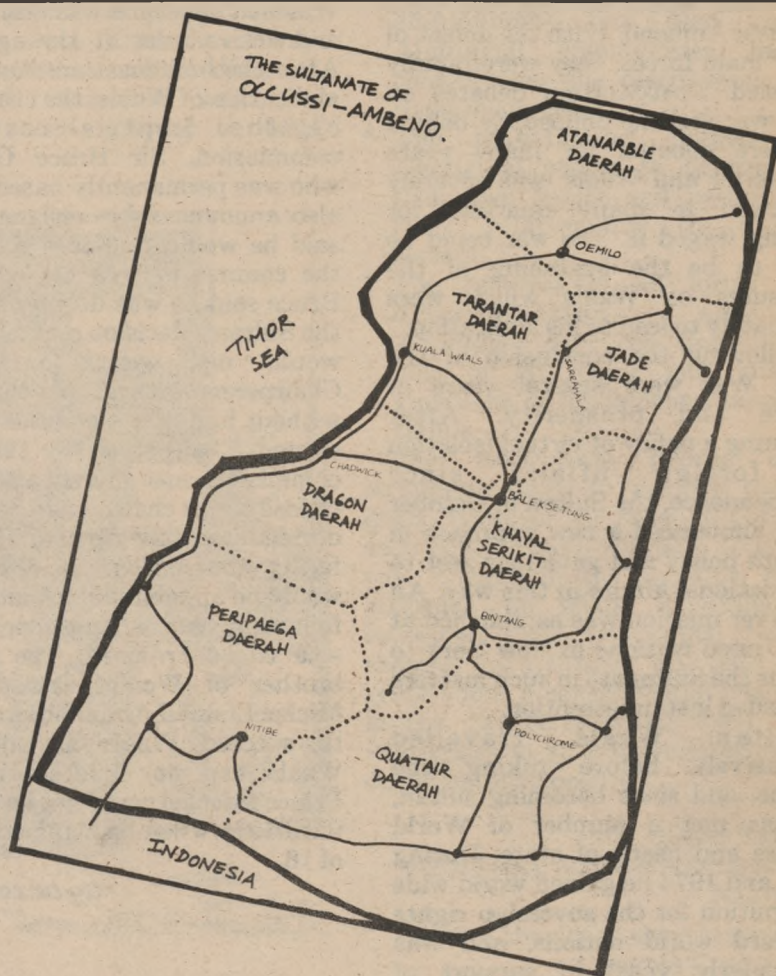 THE SULTANATE OF
OCCUSSI-AMBENO.
ATANARBLE
DAERAH
OEMILO
TARANTAR
DAERAH
TIMOR
SEA
KUALA WAALS
SARRAMALA
JADE
DAERAH
CHADWICK
DRAGON
DAERAH
BALEKSETUNG
KHAYAL
SERIKIT
DAERAH
PERIPAEGA
DAERAH
BINTANG
NITIBE
POLYCHROME
QUATAIR
DAERAH
INDONESIA